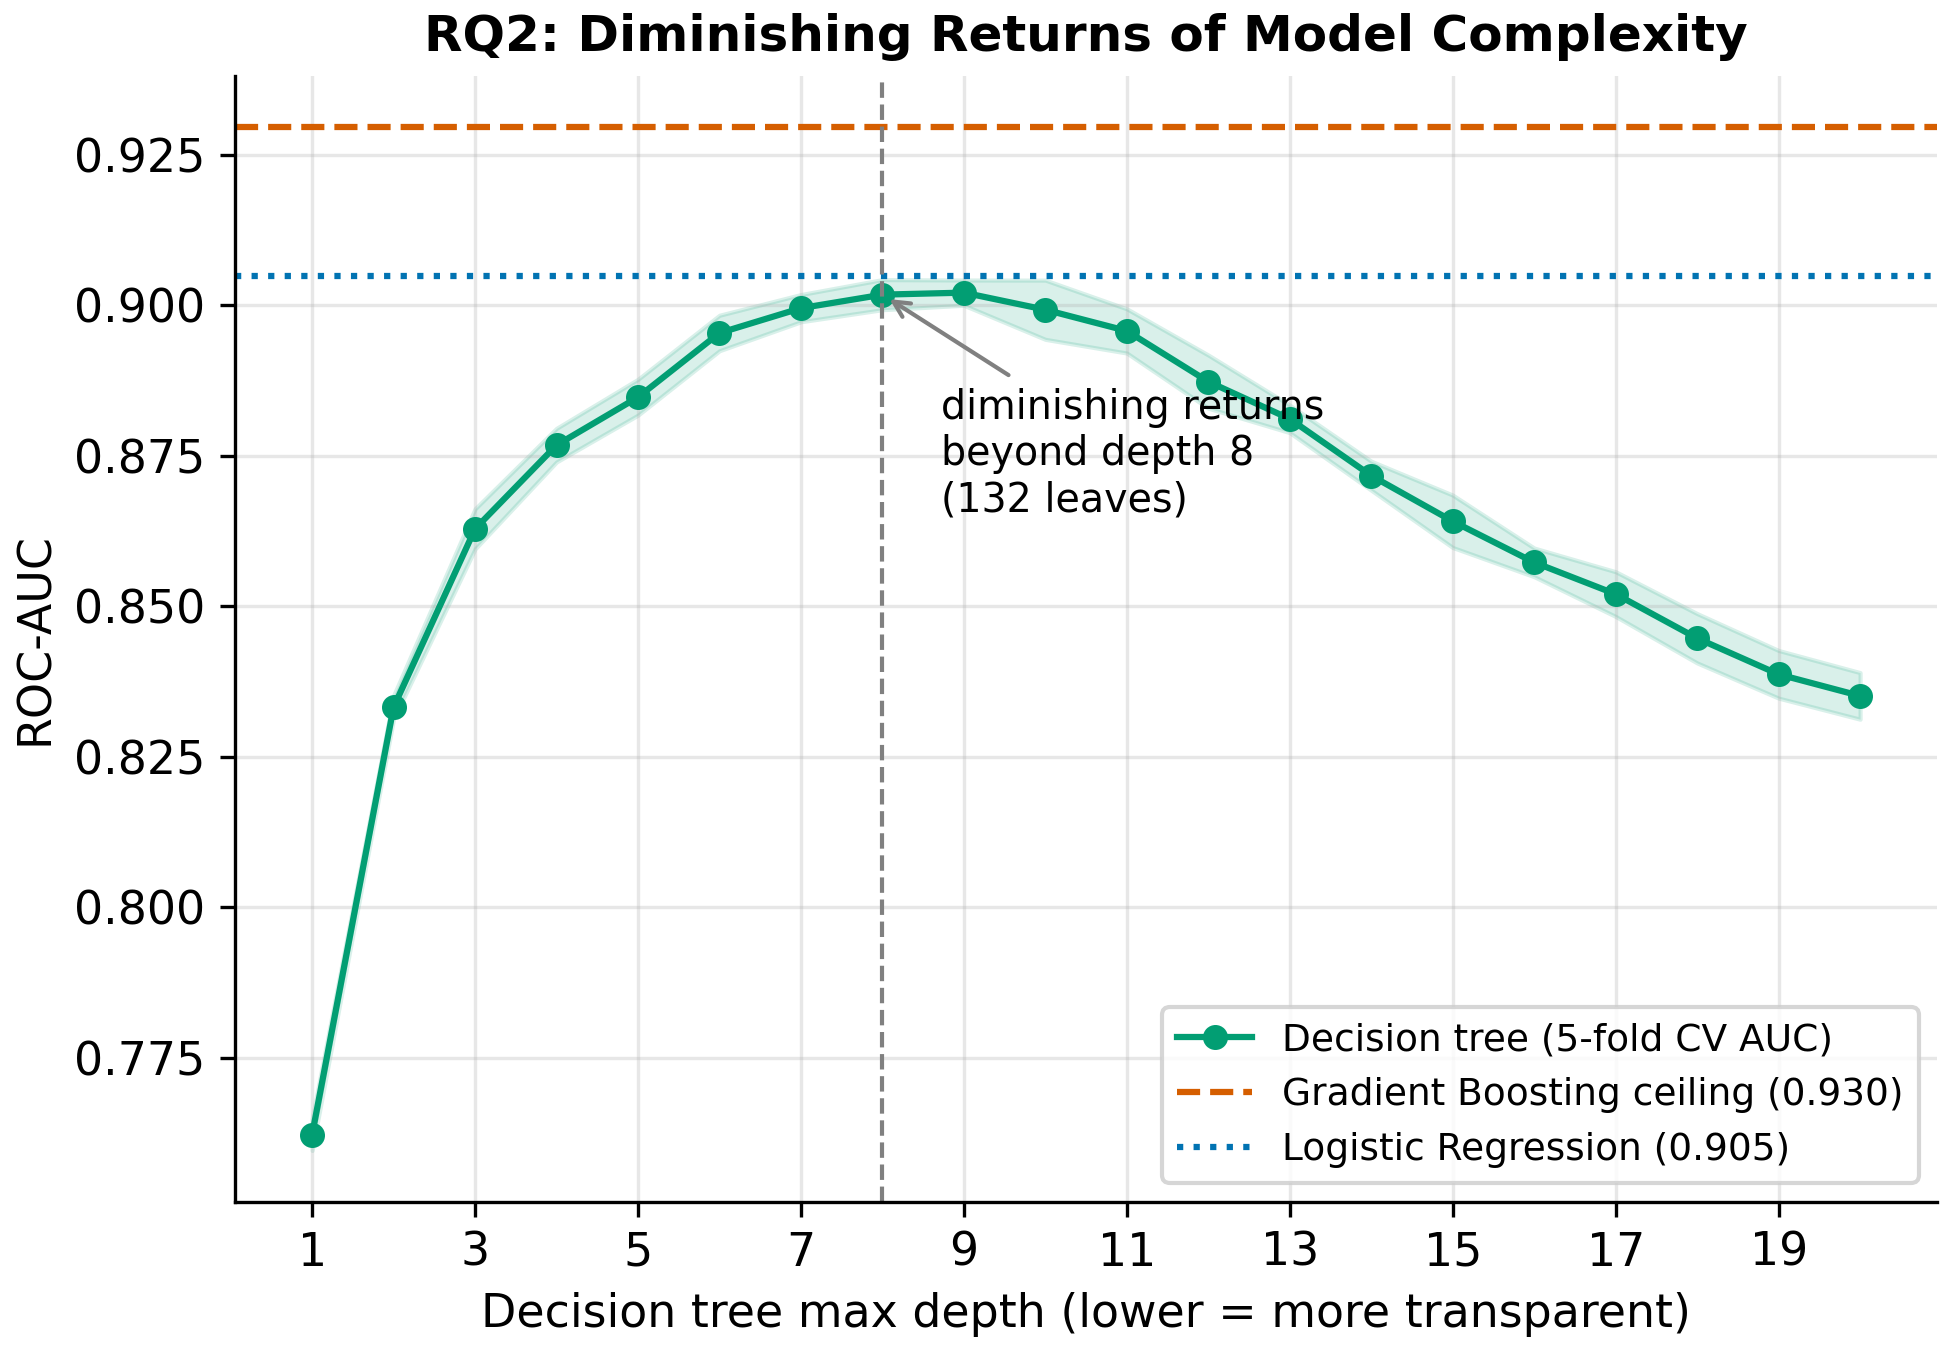 RQ2: Diminishing Returns of Model Complexity
ROC-AUC
0.925
0.900
0.875
0.850
0.825
0.800
0.775
diminishing returns
beyond depth 8
(132 leaves)
Decision tree (5-fold CV AUC)
Gradient Boosting ceiling (0.930)
Logistic Regression (0.905)
1 3 5 7 9 11 13 15 17 19
Decision tree max depth (lower = more transparent)